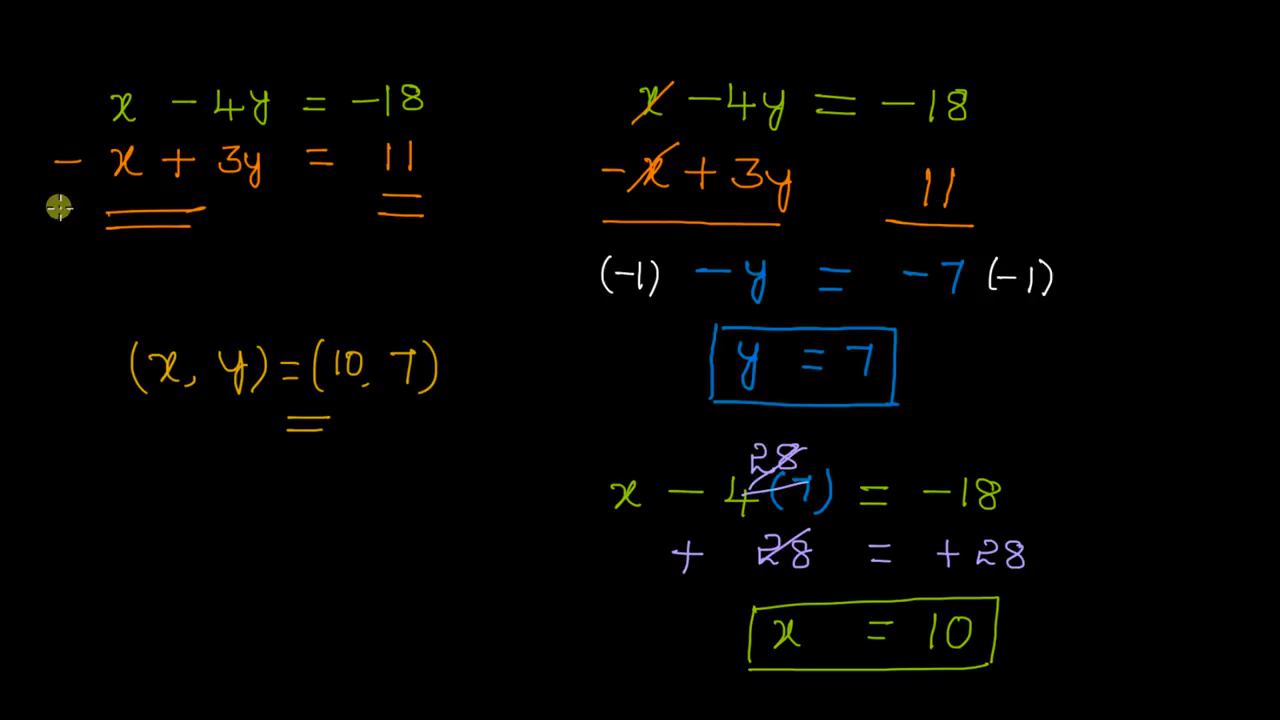 x - 4y = -18
- x + 3y = 11
(x, y) = (10, 7)
x - 4y = -18
- x + 3y 11
(-1) - y = - 7 (-1)
y = 7
28
x - 4(7) = -18
+ 28 = + 28
x = 10